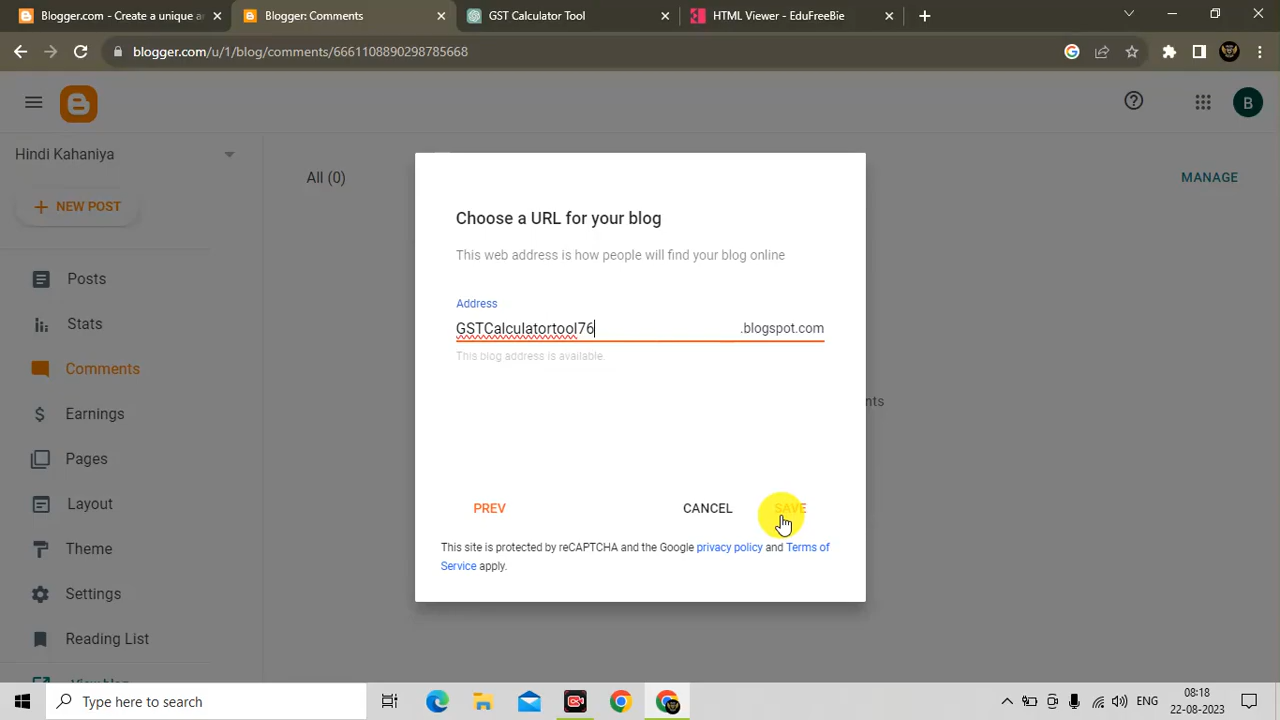 Blogger.com - Create a unique a
Blogger: Comments
GST Calculator Tool
HTML Viewer - EduFreeBie
blogger.com/u/1/blog/comments/6661108890298785668
B
Hindi Kahaniya
All (0)
MANAGE
NEW POST
Choose a URL for your blog
This web address is how people will find your blog online
Posts
Address
Stats
GSTCalculatortool76
.blogspot.com
This blog address is available.
Comments
nts
Earnings
Pages
Layout
PREV
CANCEL
SAVE
Theme
This site is protected by reCAPTCHA and the Google privacy policy and Terms of
Service apply.
Settings
Reading List
View blog
Type here to search
ENG
08:18
22-08-2023